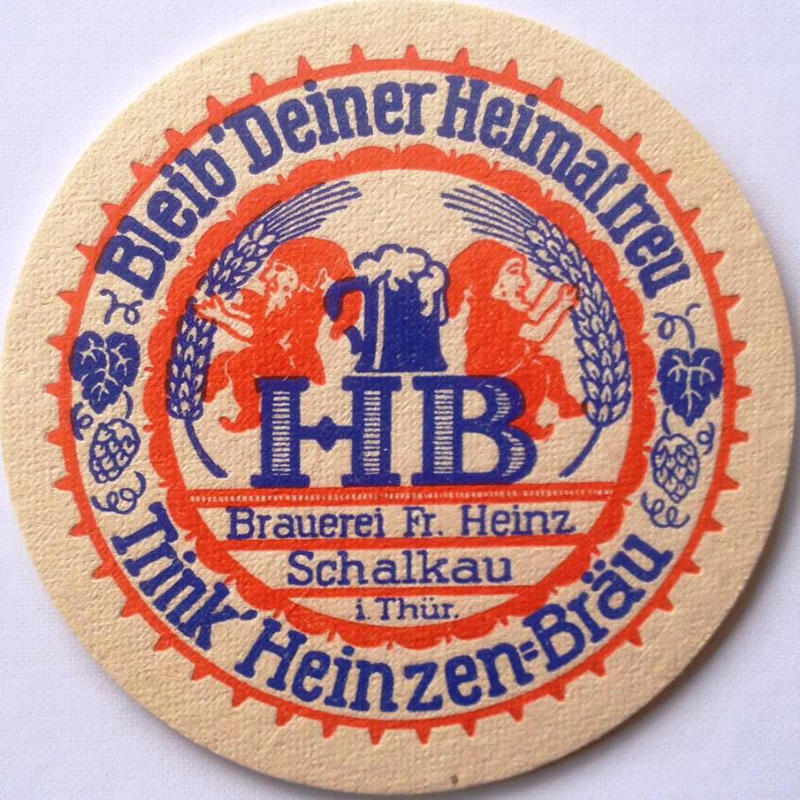 Bleib' Deiner Heimat treu
HB
Brauerei Fr. Heinz
Schalkau
i. Thür.
Trink' Heinzen=Bräu